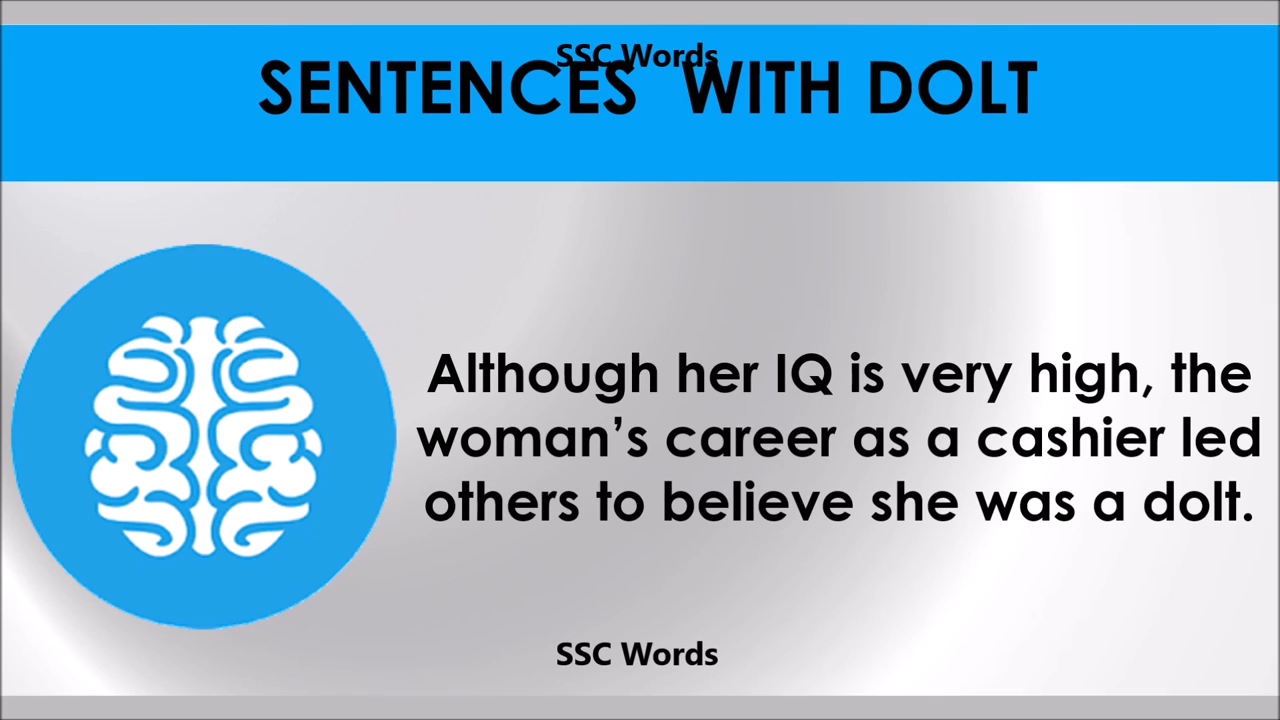 SSC Words
SENTENCES WITH DOLT
Although her IQ is very high, the
woman’s career as a cashier led
others to believe she was a dolt.
SSC Words